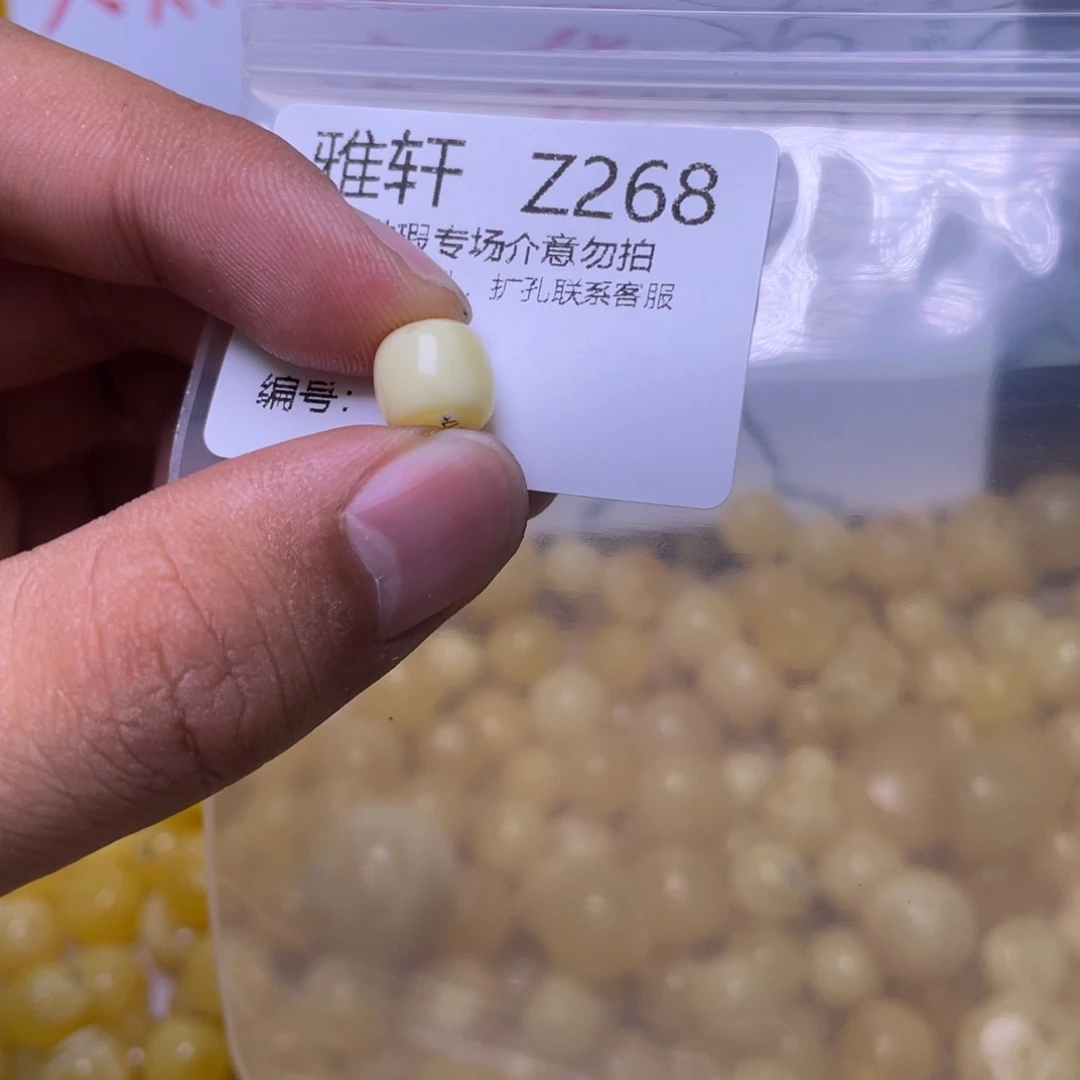 雅轩 Z268
瑕专场介意勿拍
扩孔联系客服
编号: